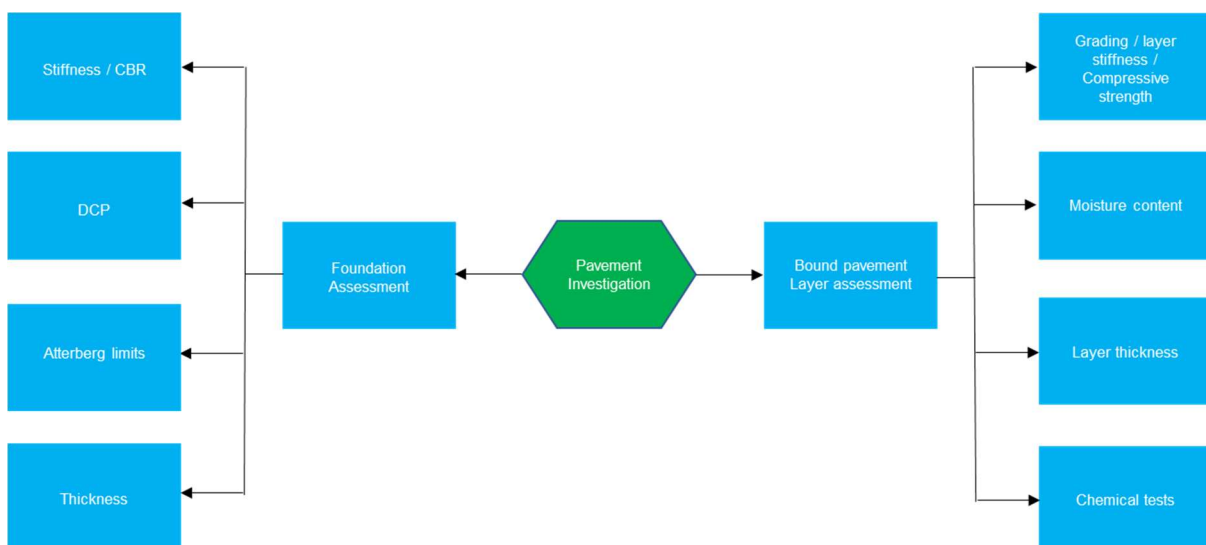 Stiffness / CBR
DCP
Atterberg limits
Thickness
Foundation
Assessment
Pavement
Investigation
Bound pavement
Layer assessment
Grading / layer
stiffness /
Compressive
strength
Moisture content
Layer thickness
Chemical tests